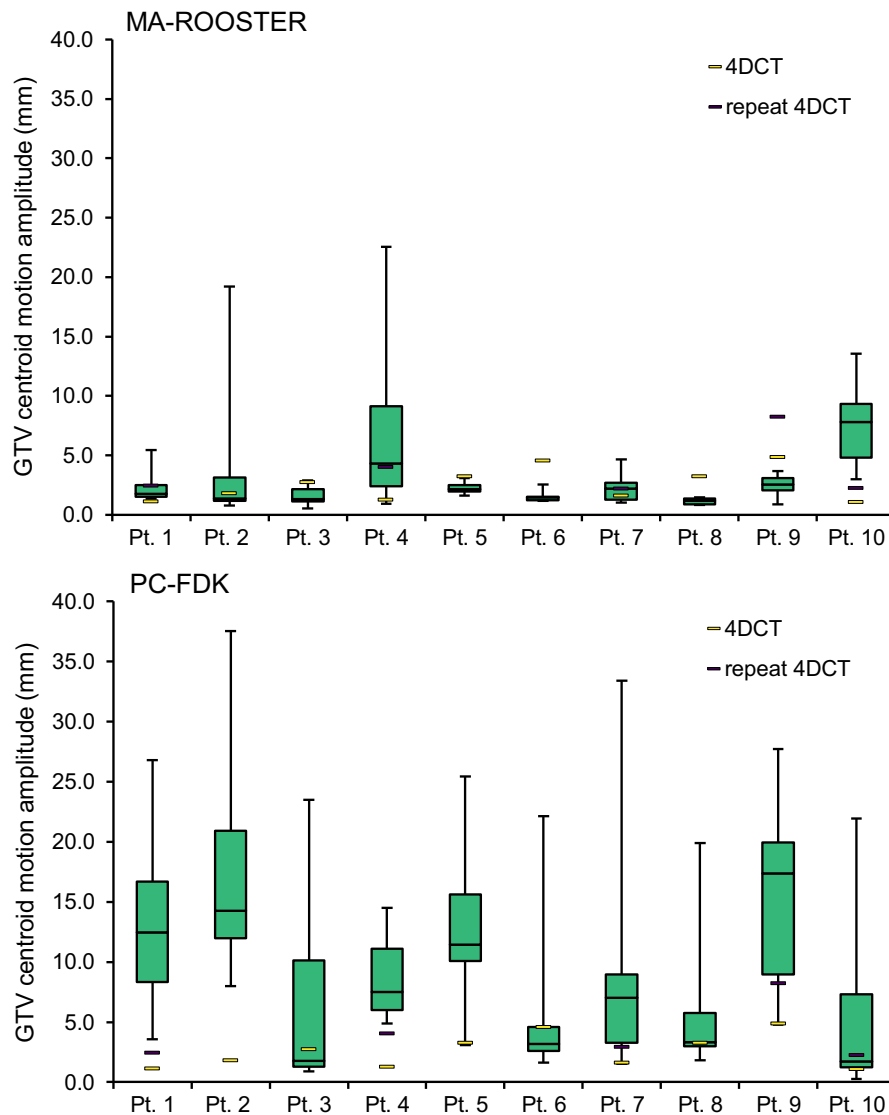 MA-ROOSTER
GTV centroid motion amplitude (mm)
40.0
35.0
30.0
25.0
20.0
15.0
10.0
5.0
0.0
4DCT
repeat 4DCT
Pt. 1 Pt. 2 Pt. 3 Pt. 4 Pt. 5 Pt. 6 Pt. 7 Pt. 8 Pt. 9 Pt. 10
PC-FDK
GTV centroid motion amplitude (mm)
40.0
35.0
30.0
25.0
20.0
15.0
10.0
5.0
0.0
4DCT
repeat 4DCT
Pt. 1 Pt. 2 Pt. 3 Pt. 4 Pt. 5 Pt. 6 Pt. 7 Pt. 8 Pt. 9 Pt. 10